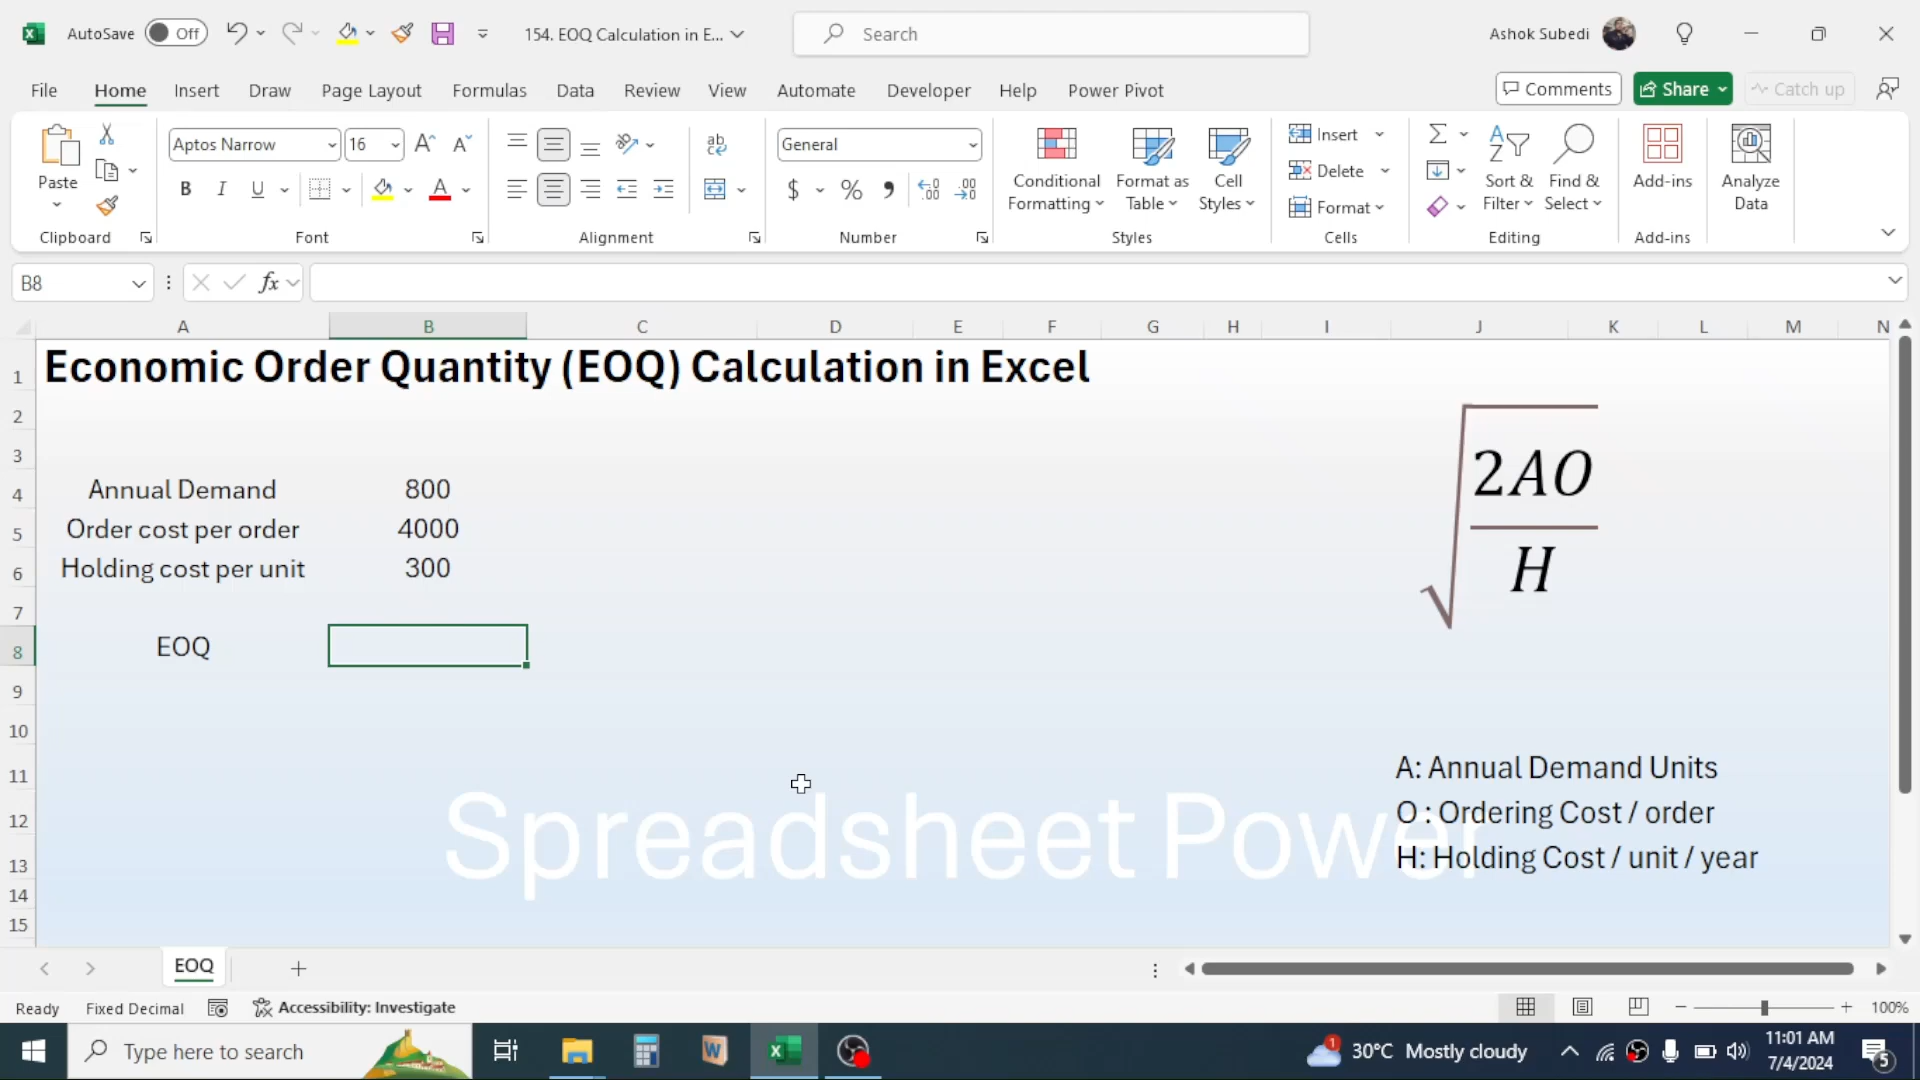 AutoSave Off 154. EOQ Calculation in E... Search Ashok Subedi
File Home Insert Draw Page Layout Formulas Data Review View Automate Developer Help Power Pivot Comments Share Catch up
Aptos Narrow 16 General Insert
Paste B I U $ % Conditional Formatting Format as Table Cell Styles Delete Sort & Filter Find & Select Add-ins Analyze Data
Format
Clipboard Font Alignment Number Styles Cells Editing Add-ins
B8 fx
A B C D E F G H I J K L M N
1 Economic Order Quantity (EOQ) Calculation in Excel
2
3
4 Annual Demand 800
5 Order cost per order 4000
6 Holding cost per unit 300
7
8 EOQ
9
10
11
12
13
14
15
√
2AO
H
A: Annual Demand Units
O : Ordering Cost / order
H: Holding Cost / unit / year
Spreadsheet Power
EOQ
Ready Fixed Decimal Accessibility: Investigate 100%
Type here to search 30°C Mostly cloudy 11:01 AM
7/4/2024 5